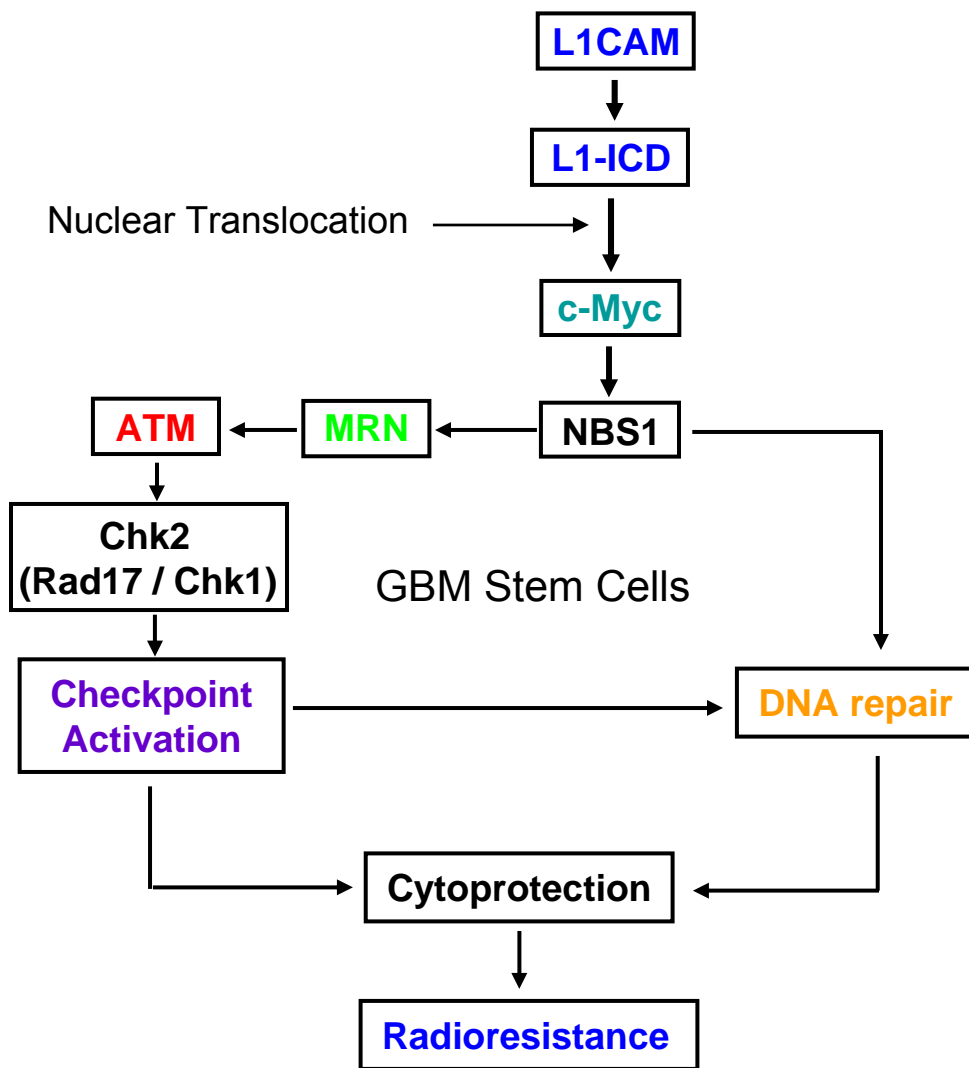 L1CAM
L1-ICD
Nuclear Translocation
c-Myc
ATM
MRN
NBS1
Chk2
(Rad17 / Chk1)
GBM Stem Cells
Checkpoint
Activation
DNA repair
Cytoprotection
Radioresistance